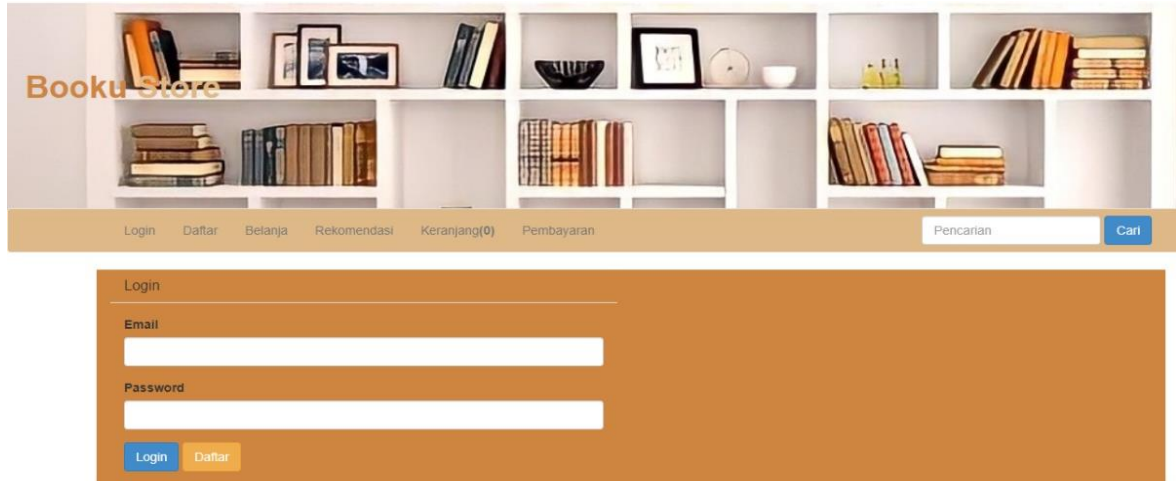 Booku Store
Login Daftar Belanja Rekomendasi Keranjang(0) Pembayaran Pencarian Cari
Login
Email
Password
Login Daftar